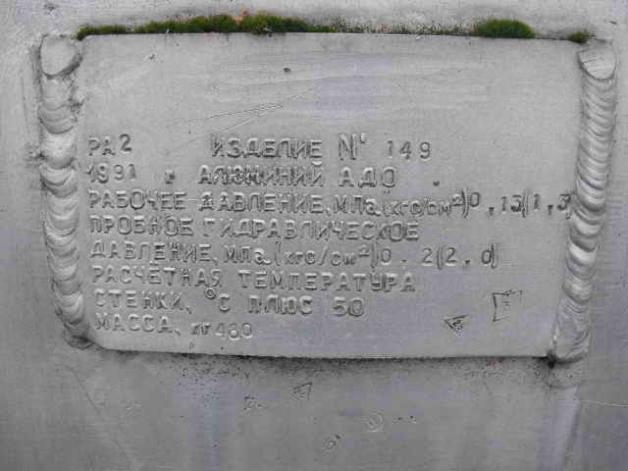 РА2 ИЗДЕЛИЕ № 149
1991 г АЛЮМИНИЙ АДО
РАБОЧЕЕ ДАВЛЕНИЕ, МПа(кгс/см²)0,13(1,3)
ПРОБНОЕ ГИДРАВЛИЧЕСКОЕ
ДАВЛЕНИЕ, МПа(кгс/см²)0.2(2.0)
РАСЧЕТНАЯ ТЕМПЕРАТУРА
СТЕНКИ, °С ПЛЮС 50
МАССА, кг 480